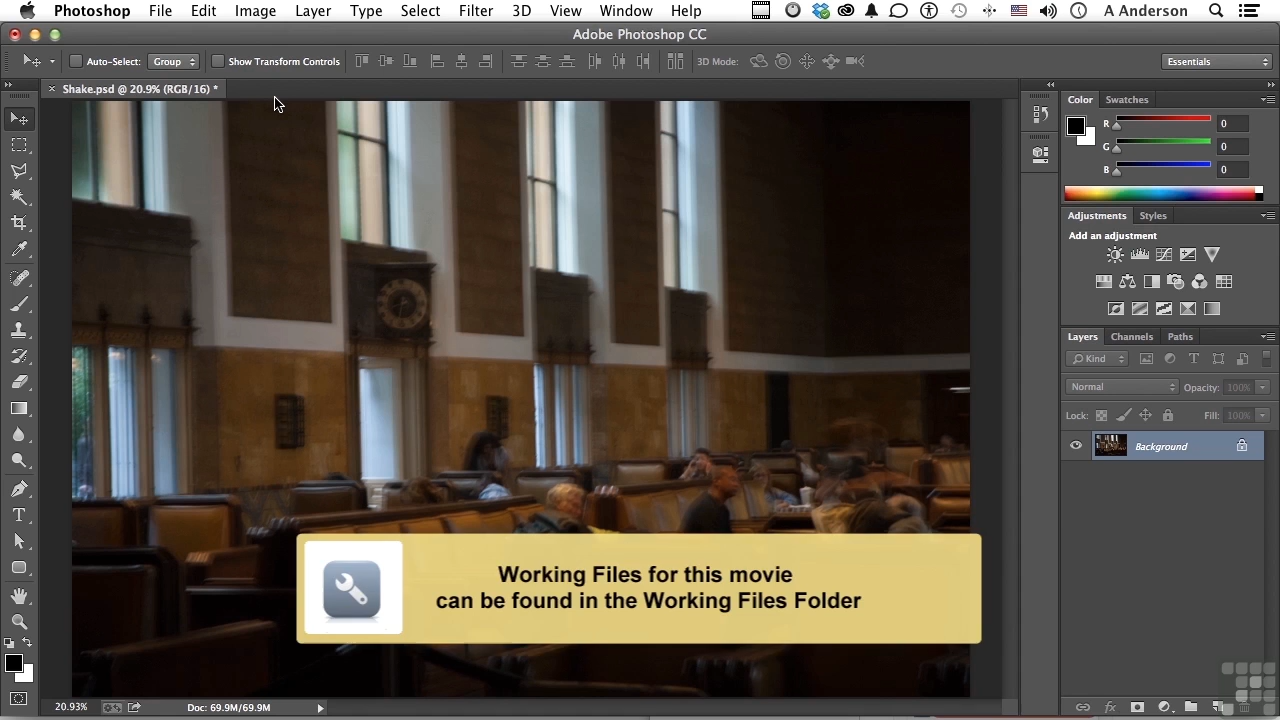 Photoshop File Edit Image Layer Type Select Filter 3D View Window Help A Anderson
Adobe Photoshop CC
Auto-Select: Group Show Transform Controls 3D Mode: Essentials
× Shake.psd @ 20.9% (RGB/16) *
Color Swatches
R 0
G 0
B 0
Adjustments Styles
Add an adjustment
Layers Channels Paths
Kind
Normal Opacity: 100%
Lock: Fill: 100%
Background
Working Files for this movie
can be found in the Working Files Folder
20.93% Doc: 69.9M/69.9M